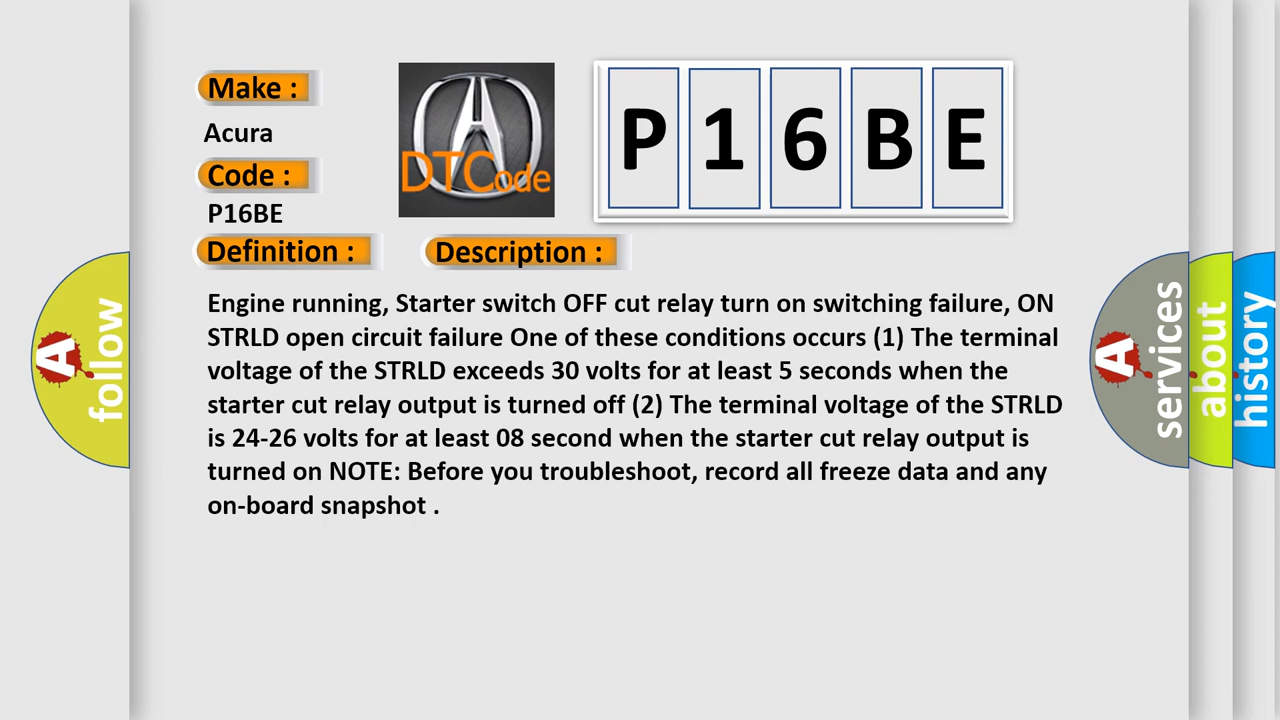 Make :
Acura
Code :
P16BE
DTCode
P16BE
Definition :
Description :
Engine running, Starter switch OFF cut relay turn on switching failure, ON
STRLD open circuit failure One of these conditions occurs (1) The terminal
voltage of the STRLD exceeds 30 volts for at least 5 seconds when the
starter cut relay output is turned off (2) The terminal voltage of the STRLD
is 24-26 volts for at least 08 second when the starter cut relay output is
turned on NOTE: Before you troubleshoot, record all freeze data and any
on-board snapshot .
A
follow
A
services
about
history